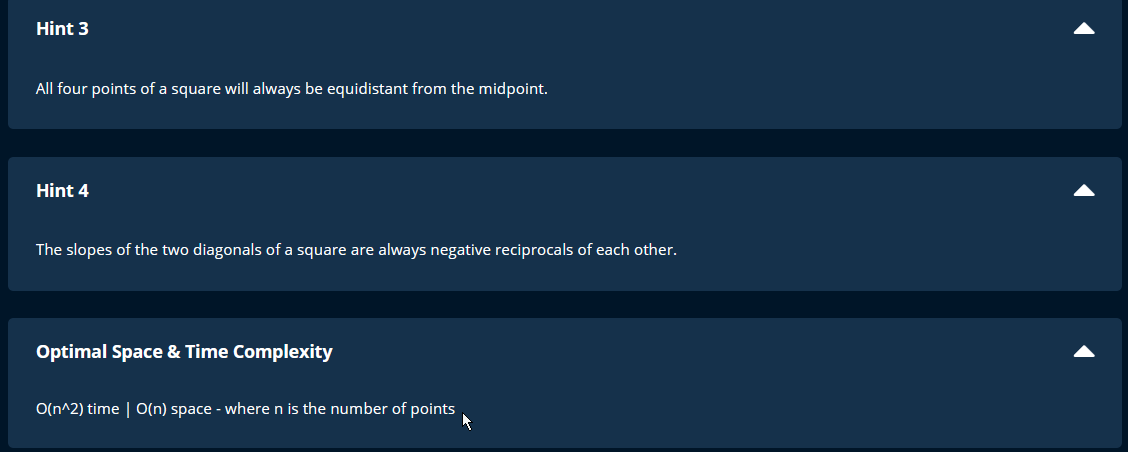 Hint 3
All four points of a square will always be equidistant from the midpoint.
Hint 4
The slopes of the two diagonals of a square are always negative reciprocals of each other.
Optimal Space & Time Complexity
O(n^2) time | O(n) space - where n is the number of points